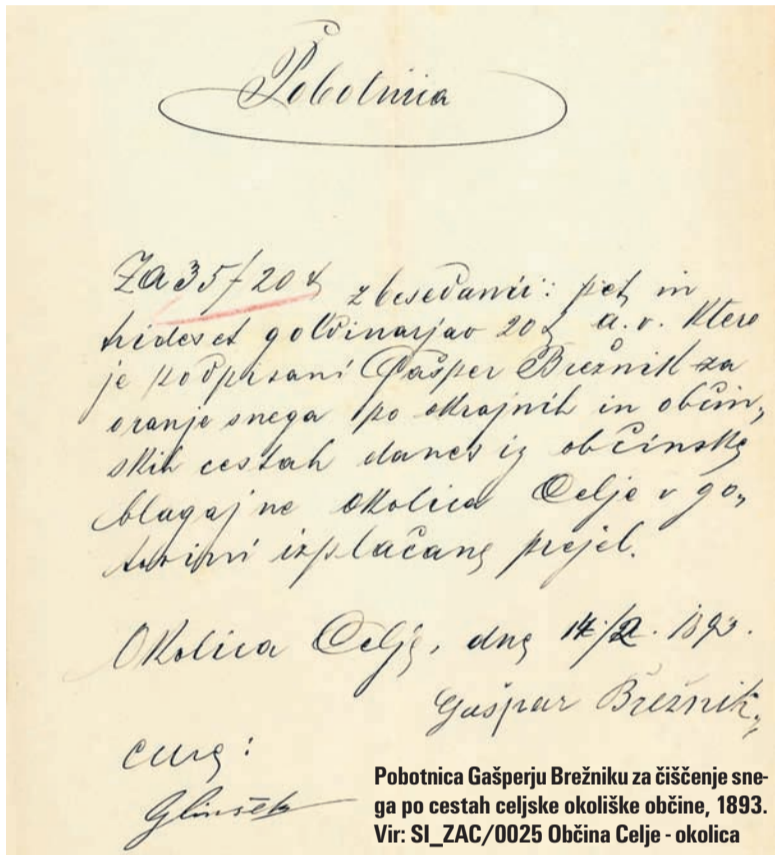 Pobotnica
Za 35 f 20 x z besedami: pet in
trideset goldinarjov 20 x a. v. ktere
je podpisani Gašper Brežnik za
oranje snega po okrajnih in občin„
skih cestah danes iz občinske
blagajne okolica Celje v go„
tovini izplačane prejel.
Okolica Celje, dne 14./2. 1893.
Gašpar Brežnik„
Pobotnica Gašperju Brežniku za čiščenje sne-
ga po cestah celjske okoliške občine, 1893.
Vir: SI_ZAC/0025 Občina Celje - okolica